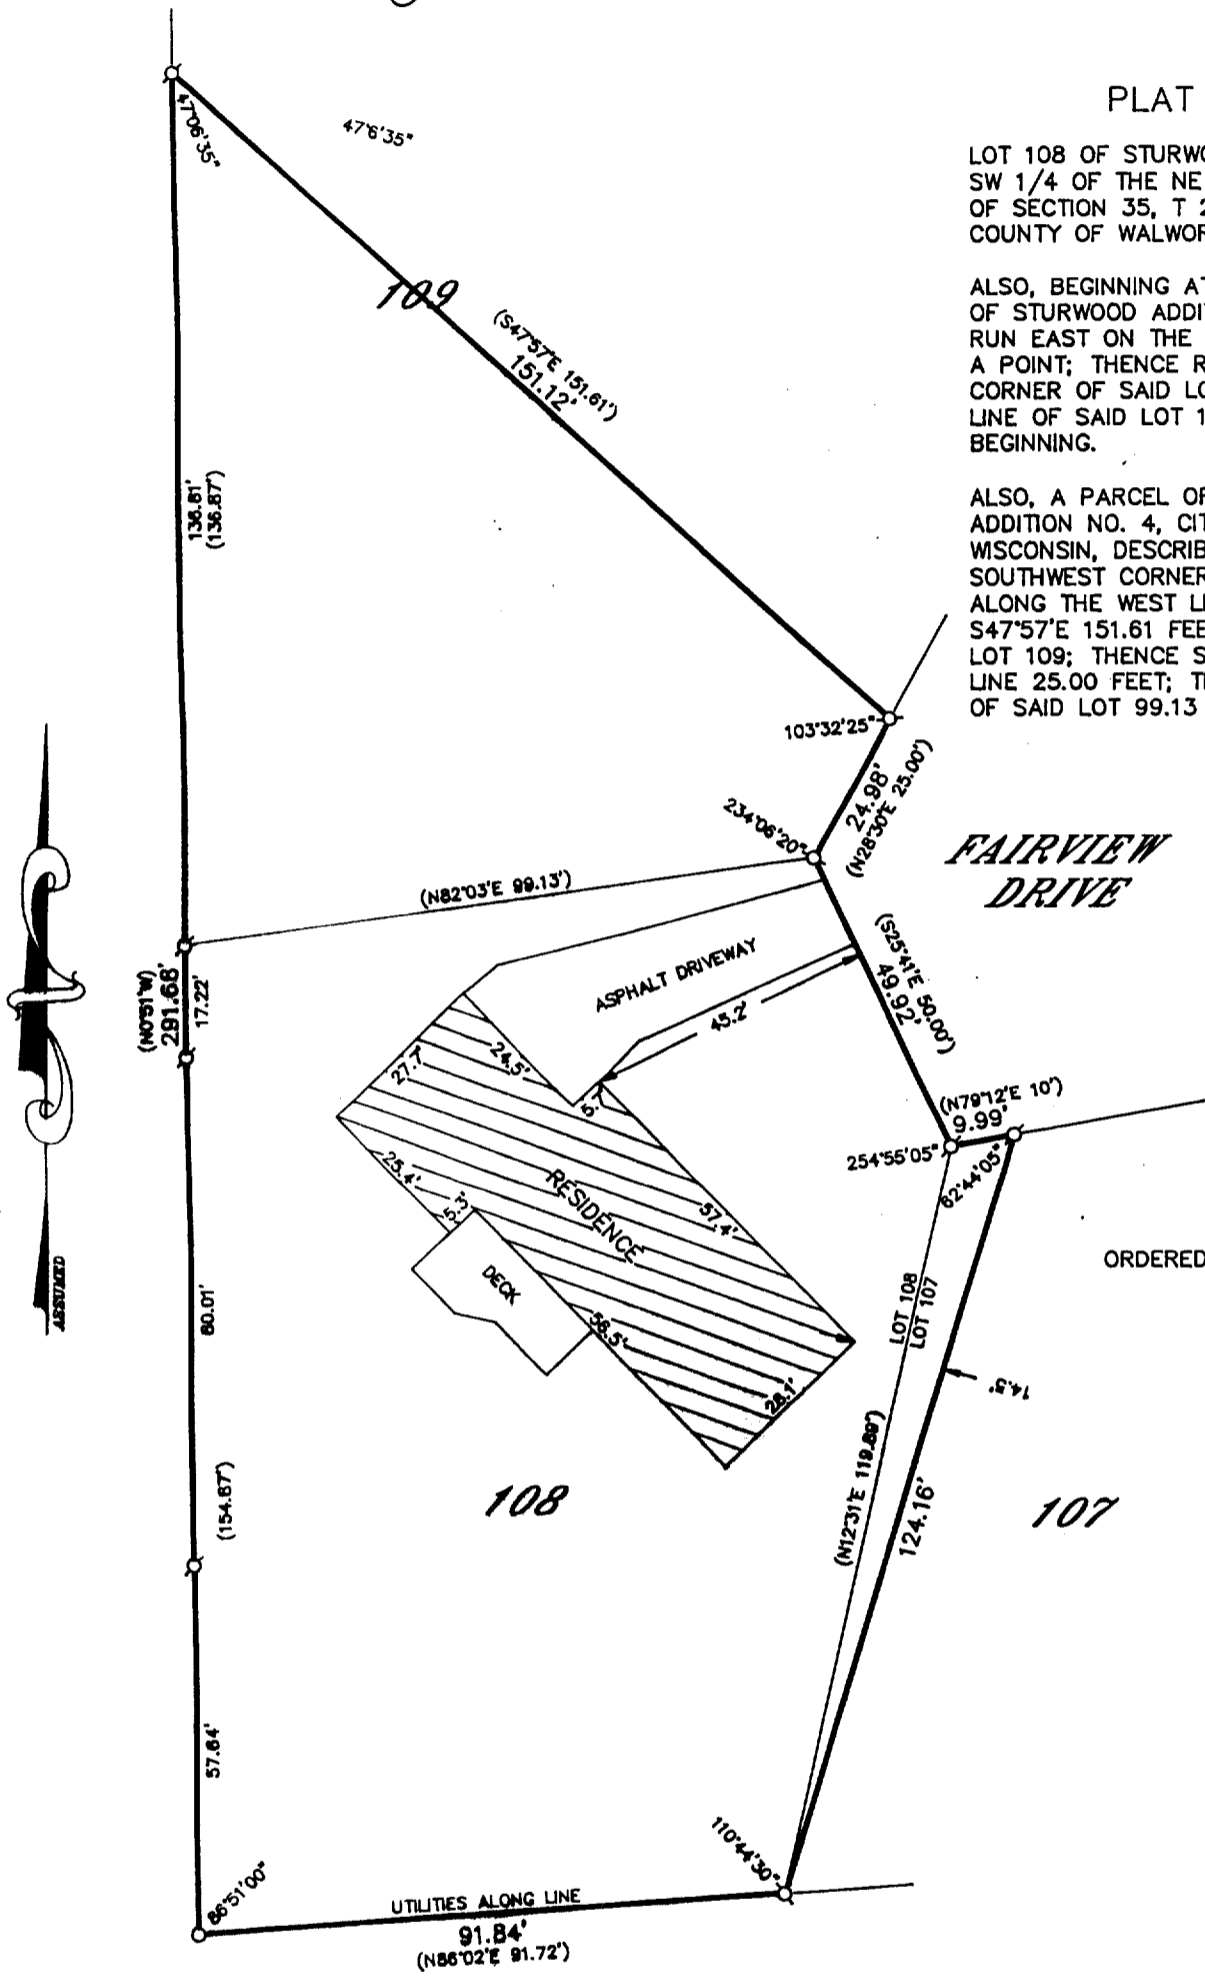 PLAT
LOT 108 OF STURWO
SW 1/4 OF THE NE
OF SECTION 35, T 2
COUNTY OF WALWOR
ALSO, BEGINNING AT
OF STURWOOD ADDI
RUN EAST ON THE
A POINT; THENCE R
CORNER OF SAID LO
LINE OF SAID LOT 1
BEGINNING.
ALSO, A PARCEL OF
ADDITION NO. 4, CIT
WISCONSIN, DESCRIB
SOUTHWEST CORNER
ALONG THE WEST LI
S47°57'E 151.61 FEE
LOT 109; THENCE S
LINE 25.00 FEET; TH
OF SAID LOT 99.13
47°06'35"
47°6'35"
109
(S47°57'E 151.61')
151.12'
136.81'
(136.87')
103°32'25"
24.98'
(N28°30'E 25.00')
234°06'20"
FAIRVIEW
DRIVE
(N82°03'E 99.13')
(N0°51'W)
291.68'
17.22'
ASPHALT DRIVEWAY
45.2'
(S25°41'E 50.00')
49.92'
(N79°12'E 10')
9.99'
254°55'05"
62°44'05"
27.7'
24.5'
5.7'
25.4'
5.3'
RESIDENCE
57.4'
DECK
56.5'
28.1'
LOT 108
LOT 107
ORDERED
14.5'
ASSUMED
80.01'
(154.87')
(N12°31'E 119.89')
124.16'
108
107
57.64'
110°44'30"
86°51'00"
UTILITIES ALONG LINE
91.84'
(N86°02'E 91.72')